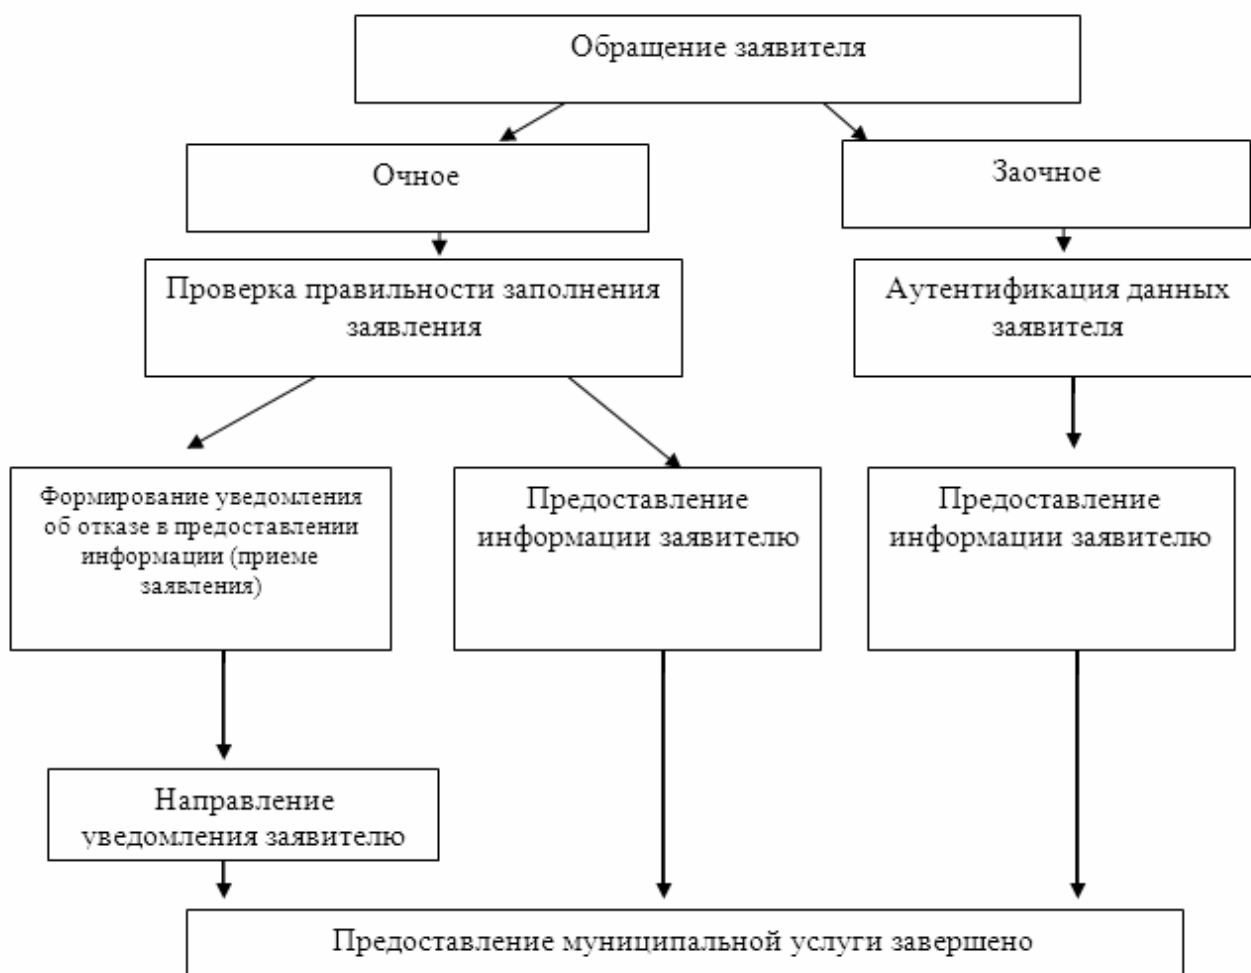 Обращение заявителя
Очное
Заочное
Проверка правильности заполнения
заявления
Аутентификация данных
заявителя
Формирование уведомления
об отказе в предоставлении
информации (приеме
заявления)
Предоставление
информации заявителю
Предоставление
информации заявителю
Направление
уведомления заявителю
Предоставление муниципальной услуги завершено